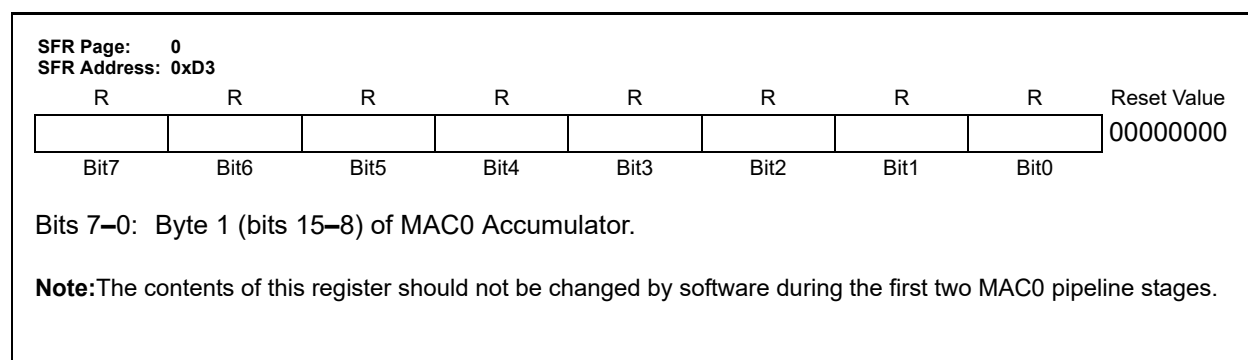 SFR Page: 0
SFR Address: 0xD3
R R R R R R R R Reset Value
00000000
Bit7 Bit6 Bit5 Bit4 Bit3 Bit2 Bit1 Bit0
Bits 7–0: Byte 1 (bits 15–8) of MAC0 Accumulator.
Note:The contents of this register should not be changed by software during the first two MAC0 pipeline stages.